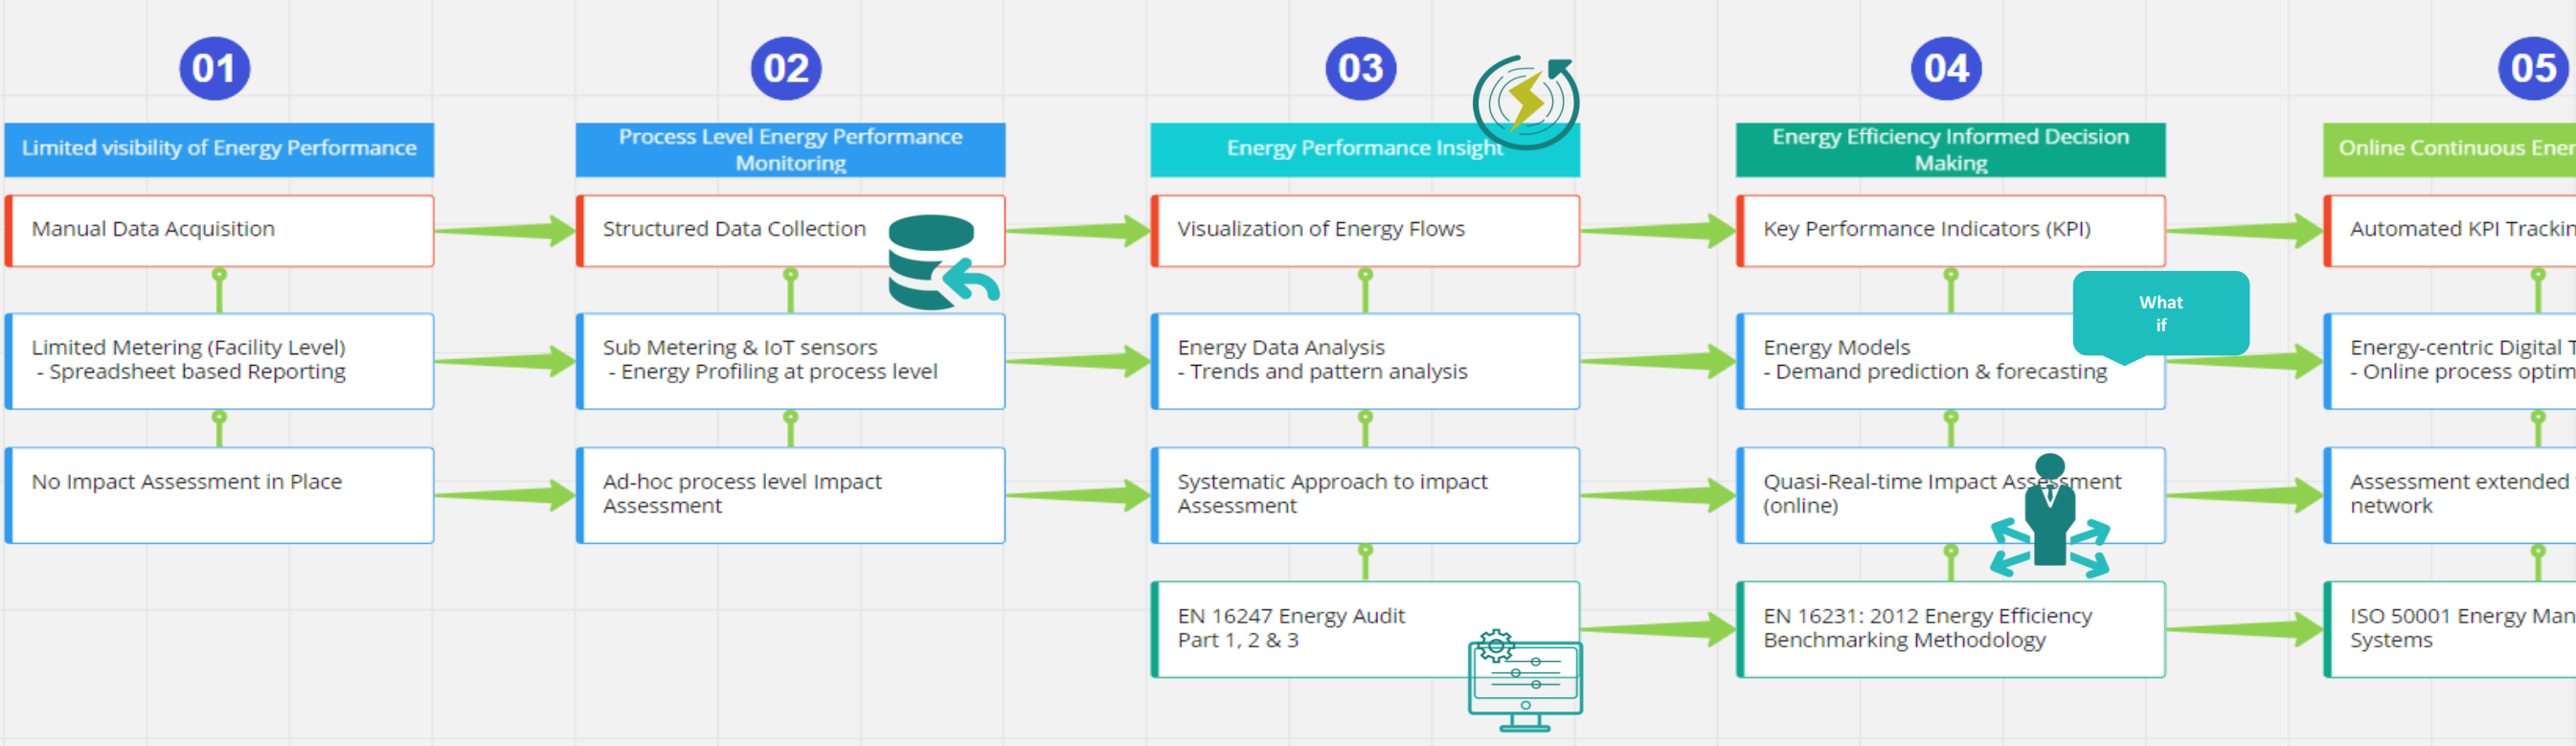 01
Limited visibility of Energy Performance
Manual Data Acquisition
Limited Metering (Facility Level)
- Spreadsheet based Reporting
No Impact Assessment in Place
02
Process Level Energy Performance
Monitoring
Structured Data Collection
Sub Metering & IoT sensors
- Energy Profiling at process level
Ad-hoc process level Impact
Assessment
03
Energy Performance Insight
Visualization of Energy Flows
Energy Data Analysis
- Trends and pattern analysis
Systematic Approach to impact
Assessment
EN 16247 Energy Audit
Part 1, 2 & 3
04
Energy Efficiency Informed Decision
Making
Key Performance Indicators (KPI)
What
if
Energy Models
- Demand prediction & forecasting
Quasi-Real-time Impact Assessment
(online)
EN 16231: 2012 Energy Efficiency
Benchmarking Methodology
05
Online Continuous
Automated KPI
Energy-centric Digital
- Online process
Assessment extended
network
ISO 50001 Energy
Systems